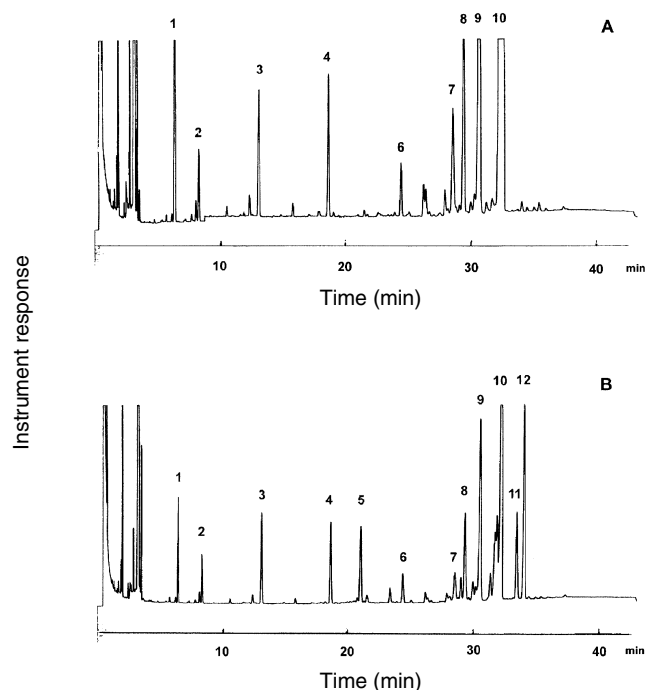 A
1 2 3 4 6 7 8 9 10
10 20 30 40 min
Time (min)
Instrument response
B
1 2 3 4 5 6 7 8 9 10 11 12
10 20 30 40 min
Time (min)